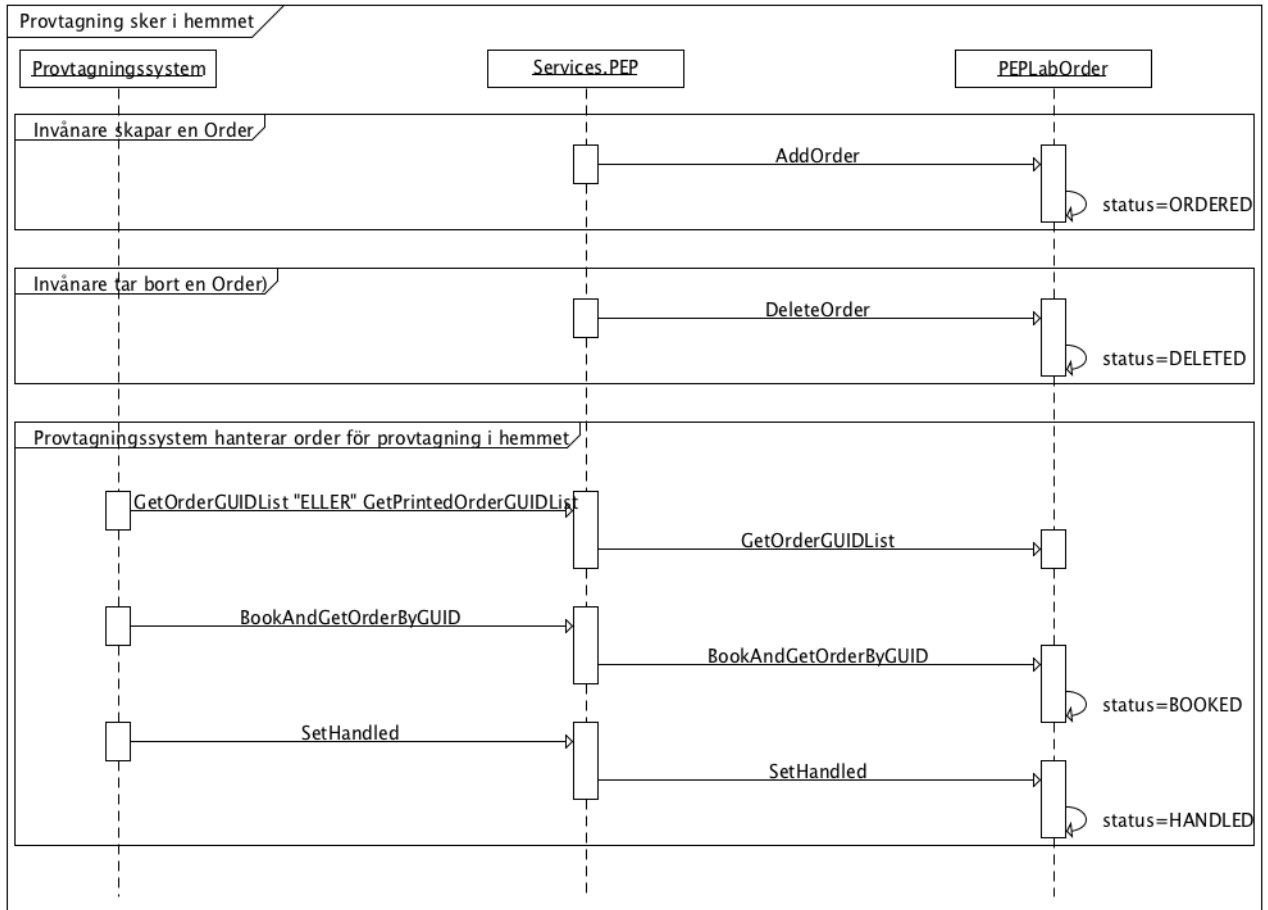 Provtagning sker i hemmet
Provtagningssystem
Services.PEP
PEPLabOrder
Invånare skapar en Order
AddOrder
status=ORDERED
Invånare tar bort en Order)
DeleteOrder
status=DELETED
Provtagningssystem hanterar order för provtagning i hemmet
GetOrderGUIDList "ELLER" GetPrintedOrderGUIDList
GetOrderGUIDList
BookAndGetOrderByGUID
BookAndGetOrderByGUID
status=BOOKED
SetHandled
SetHandled
status=HANDLED